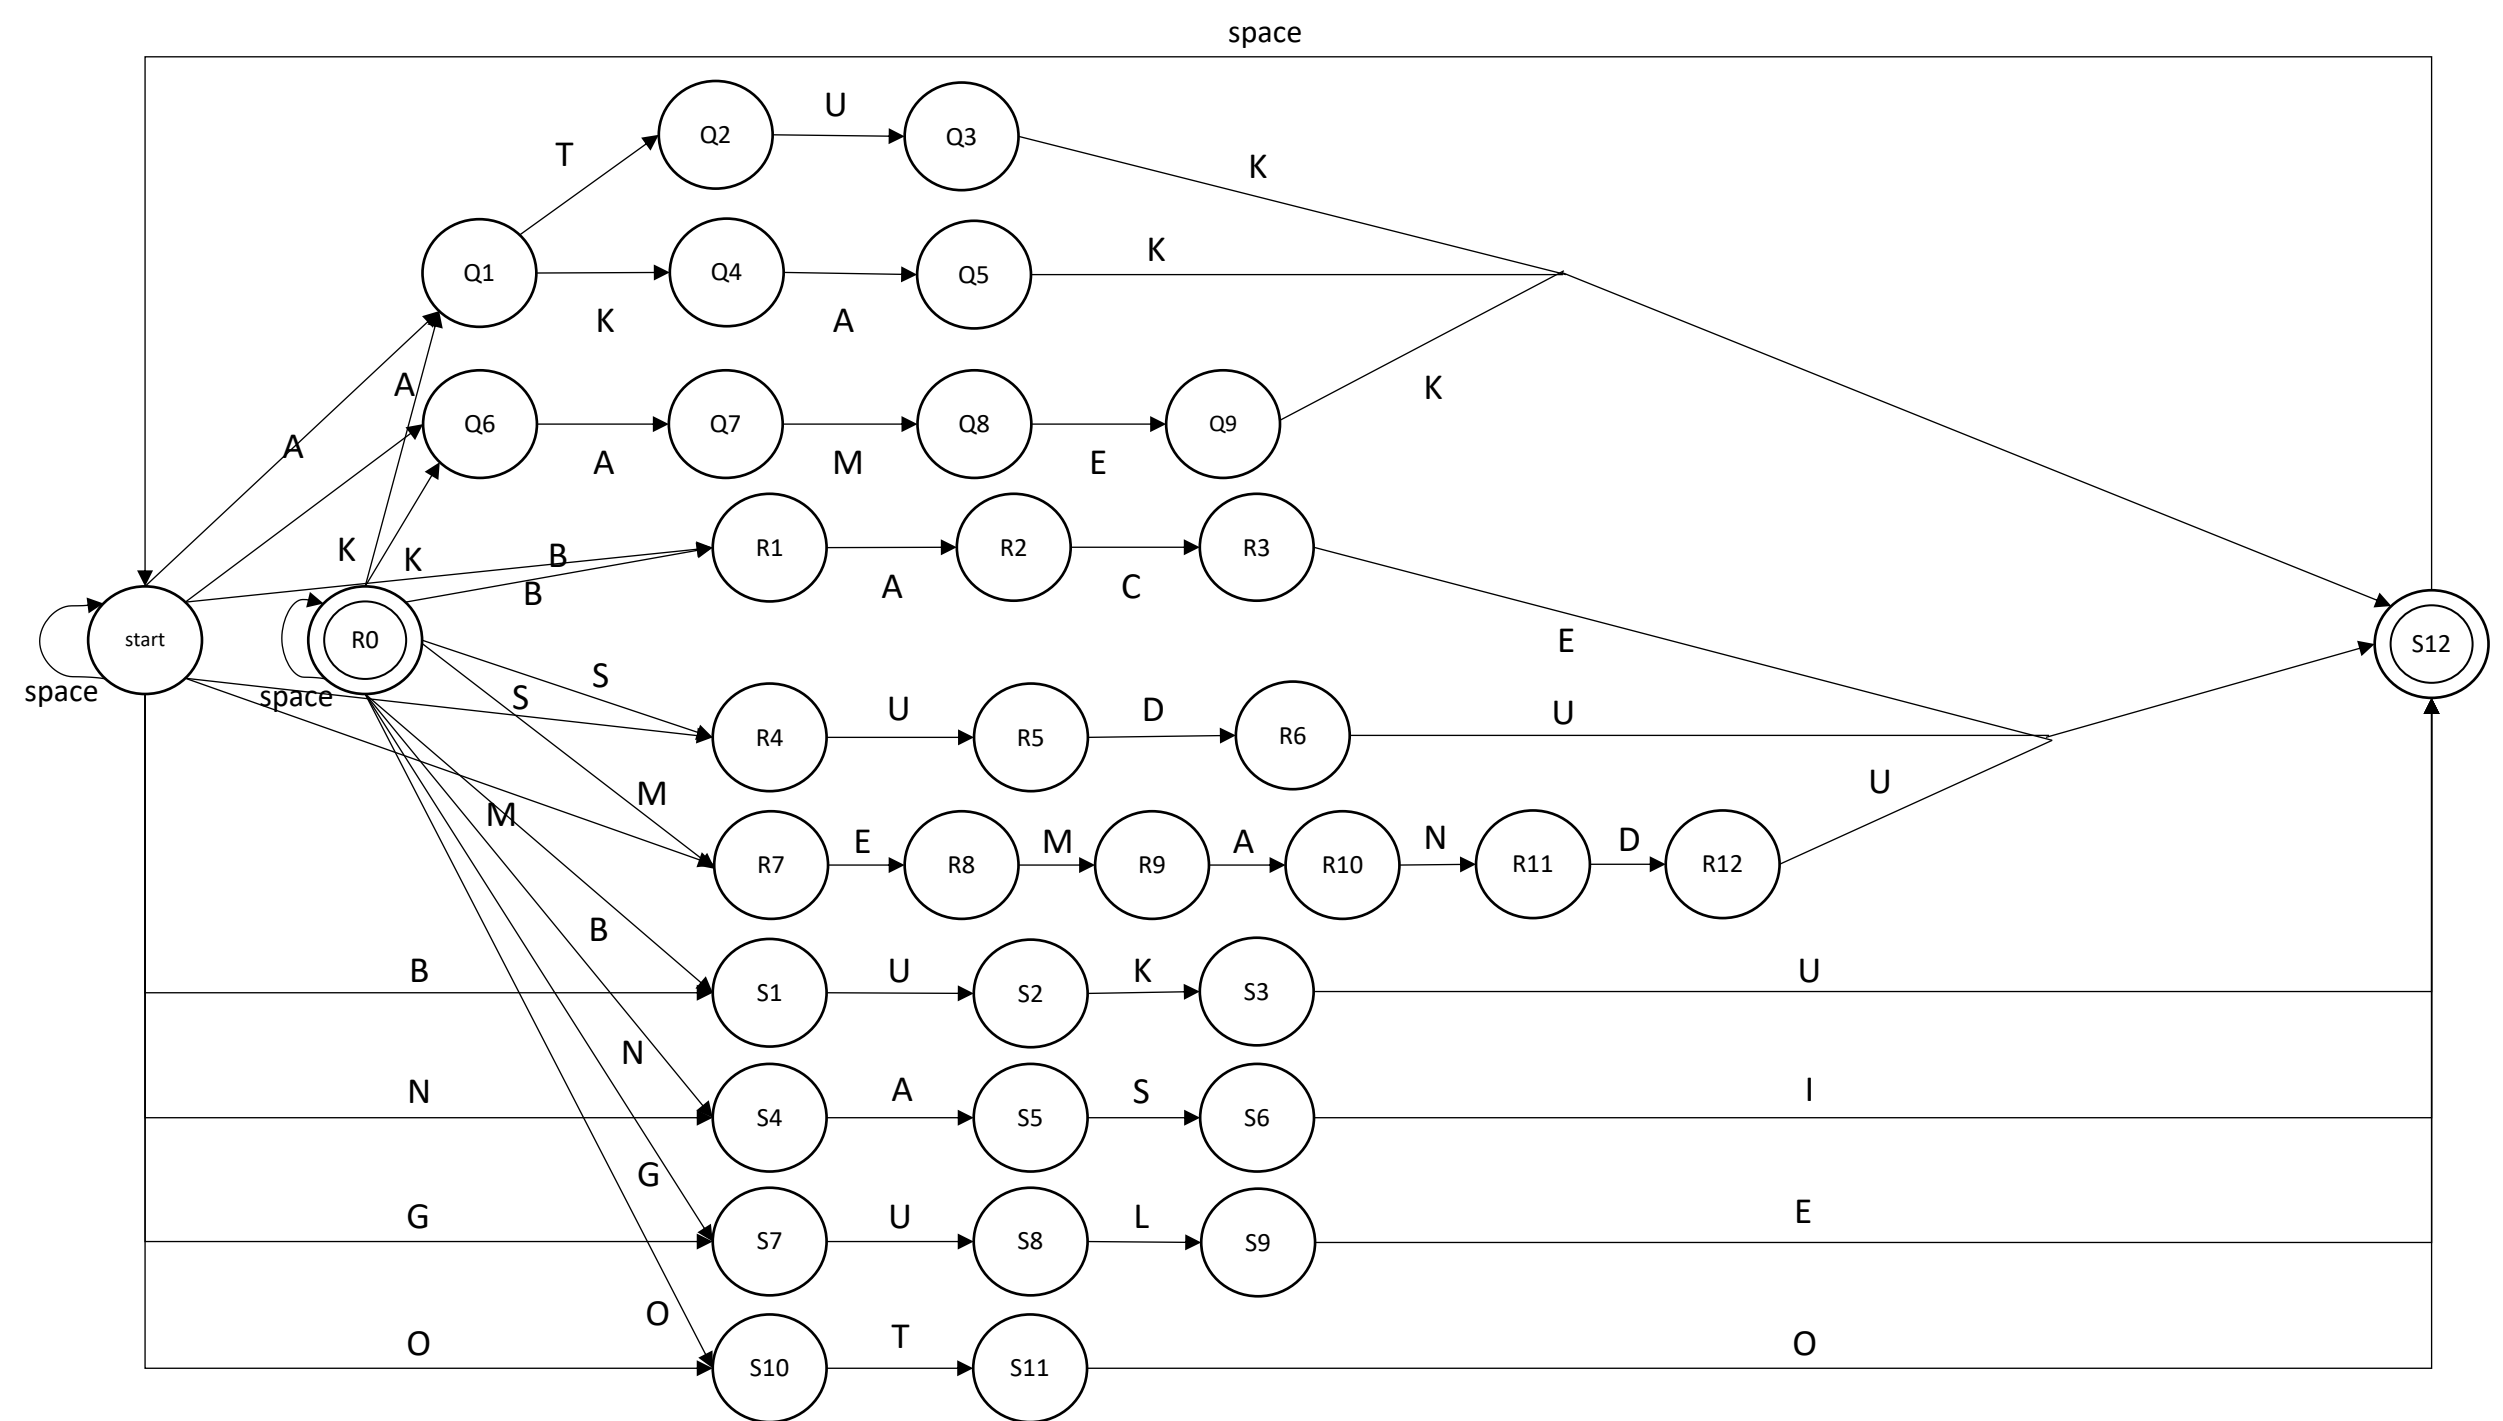 space
Q2 U Q3
T
K
Q1 Q4 Q5 K
K A
A
Q6 Q7 Q8 Q9 K
A
A M E
K K B R1 R2 R3
B A C
start R0 E S12
space space S S
U D U
R4 R5 R6
M M U
R7 E R8 M R9 A R10 N R11 D R12
B
B U K U
S1 S2 S3
N
N A S I
S4 S5 S6
G
G U L E
S7 S8 S9
O
O T O
S10 S11